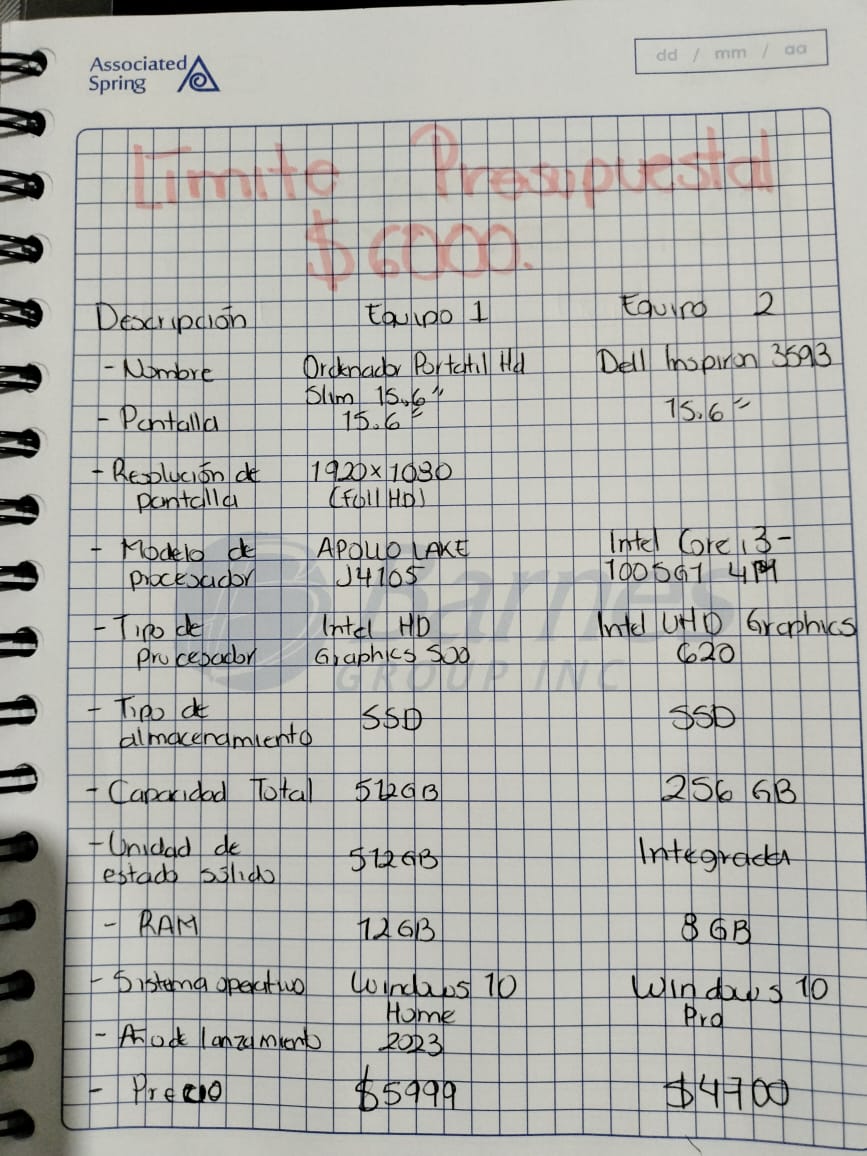 Associated
Spring
dd / mm / aa
Límite Presupuestal
$6000.
Descripción Equipo 1 Equipo 2
- Nombre Ordenador Portatil Hd Dell Inspiron 3593
Slim 15.6"
- Pantalla 15.6" 15.6"
- Resolución de 1920x1080
pantalla (Full HD)
- Modelo de APOLLO LAKE Intel Core i3-
procesador J4105 1005G1 4M
- Tipo de Intel HD Intel UHD Graphics
procesador Graphics 500 620
- Tipo de SSD SSD
almacenamiento
- Capacidad Total 512GB 256 GB
- Unidad de
estado sólido 512GB Integrada
- RAM 12GB 8 GB
- Sistema operativo Windows 10 Windows 10
Home Pro
- Año de lanzamiento 2023
- Precio $5999 $4700
Barnes
GROUP INC